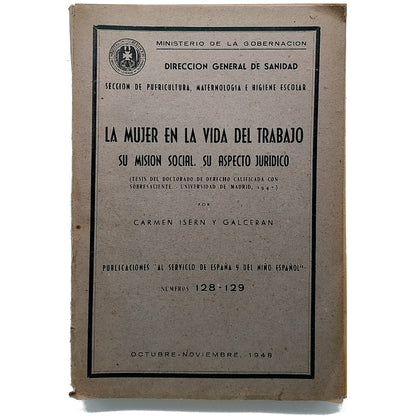 MINISTERIO DE LA GOBERNACION
DIRECCION GENERAL DE SANIDAD
SECCION DE PUERICULTURA, MATERNOLOGIA E HIGIENE ESCOLAR
LA MUJER EN LA VIDA DEL TRABAJO
SU MISION SOCIAL. SU ASPECTO JURIDICO
(TESIS DEL DOCTORADO DE DERECHO CALIFICADA CON
SOBRESALIENTE. UNIVERSIDAD DE MADRID,
POR
CARMEN ISERN Y GALCERAN
PUBLICACIONES "AL SERVICIO DE ESPAÑA Y DEL NIÑO ESPAÑOL"
NÚMEROS 128-129
OCTUBRE-NOVIEMBRE, 1948